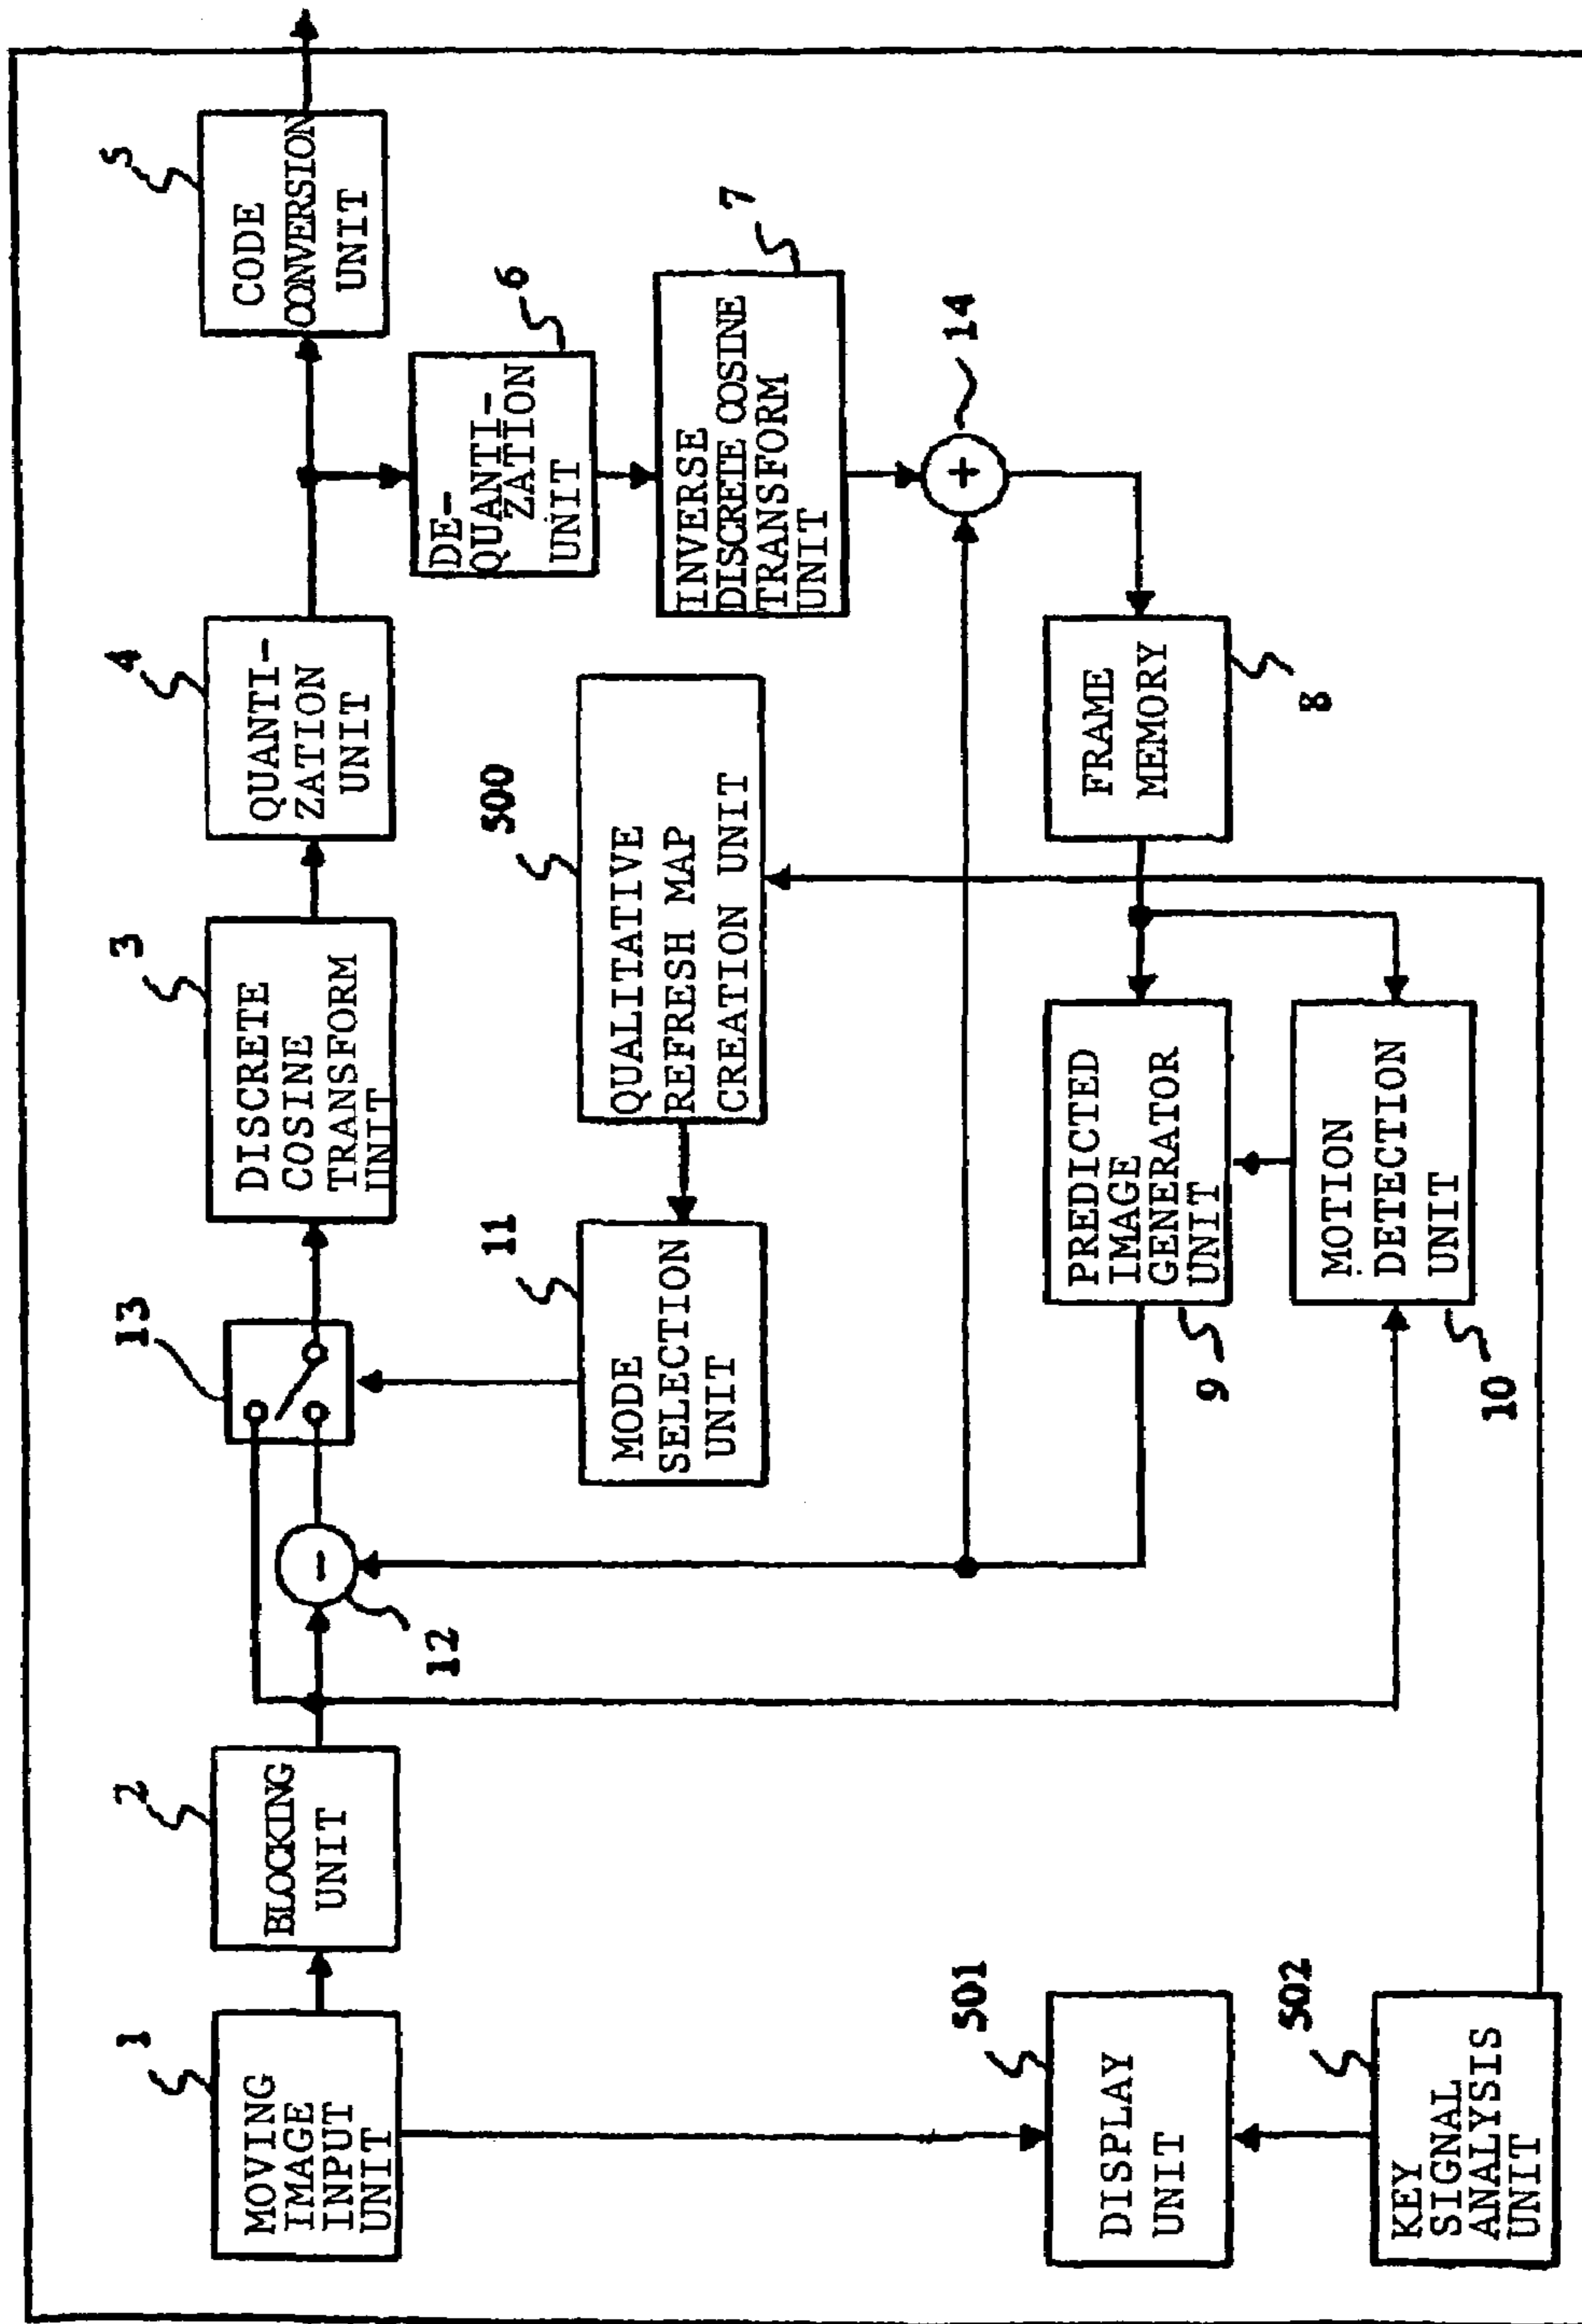 1
MOVING
IMAGE
INPUT
UNIT
2
BLOCKING
UNIT
12
13
3
DISCRETE
COSINE
TRANSFORM
UNIT
4
QUANTI-
ZATION
UNIT
5
CODE
CONVERSION
UNIT
11
MODE
SELECTION
UNIT
500
QUALITATIVE
REFRESH MAP
CREATION UNIT
DE-
QUANTI-
ZATION
UNIT
6
INVERSE
DISCRETE COSINE
TRANSFORM
UNIT
7
14
501
DISPLAY
UNIT
502
KEY
SIGNAL
ANALYSIS
UNIT
PREDICTED
IMAGE
GENERATOR
UNIT
9
FRAME
MEMORY
8
MOTION
DETECTION
UNIT
10